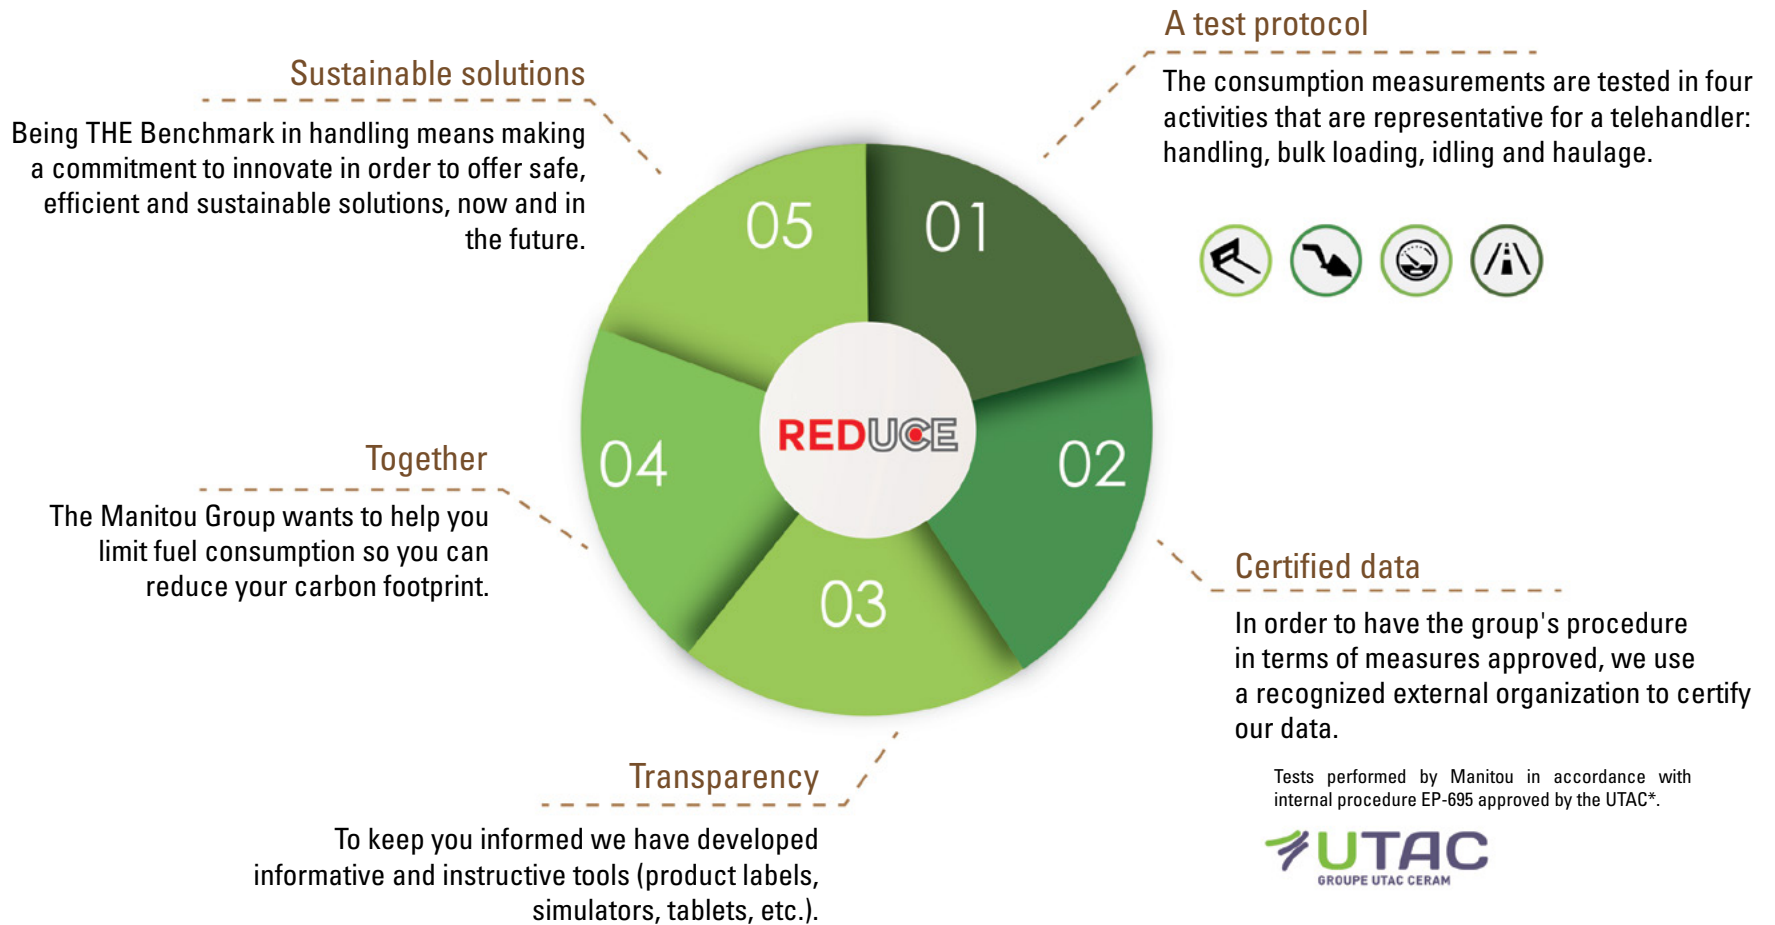 A test protocol
The consumption measurements are tested in four
activities that are representative for a telehandler:
handling, bulk loading, idling and haulage.
Sustainable solutions
Being THE Benchmark in handling means making
a commitment to innovate in order to offer safe,
efficient and sustainable solutions, now and in
the future.
05
01
REDUCE
04
02
03
Together
The Manitou Group wants to help you
limit fuel consumption so you can
reduce your carbon footprint.
Certified data
In order to have the group's procedure
in terms of measures approved, we use
a recognized external organization to certify
our data.
Tests performed by Manitou in accordance with
internal procedure EP-695 approved by the UTAC*.
UTAC
GROUPE UTAC CERAM
Transparency
To keep you informed we have developed
informative and instructive tools (product labels,
simulators, tablets, etc.).